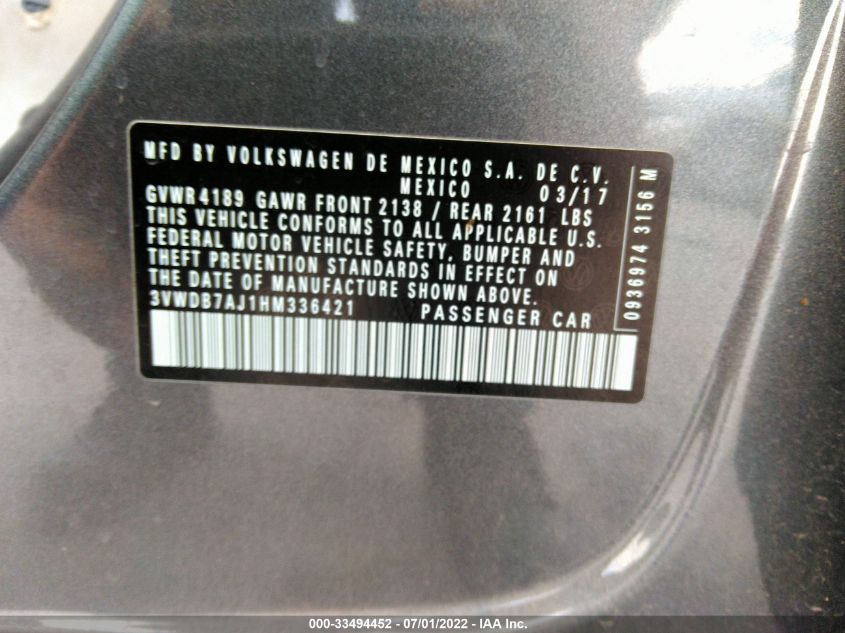 MFD BY VOLKSWAGEN DE MEXICO S.A. DE C.V.
MEXICO 03/17
GVWR 4189 GAWR FRONT 2138 / REAR 2161 LBS
THIS VEHICLE CONFORMS TO ALL APPLICABLE U.S.
FEDERAL MOTOR VEHICLE SAFETY, BUMPER AND
THEFT PREVENTION STANDARDS IN EFFECT ON
THE DATE OF MANUFACTURE SHOWN ABOVE.
3VWDB7AJ1HM336421 PASSENGER CAR
0936974 3156 M
000-33494452 - 07/01/2022 - IAA Inc.